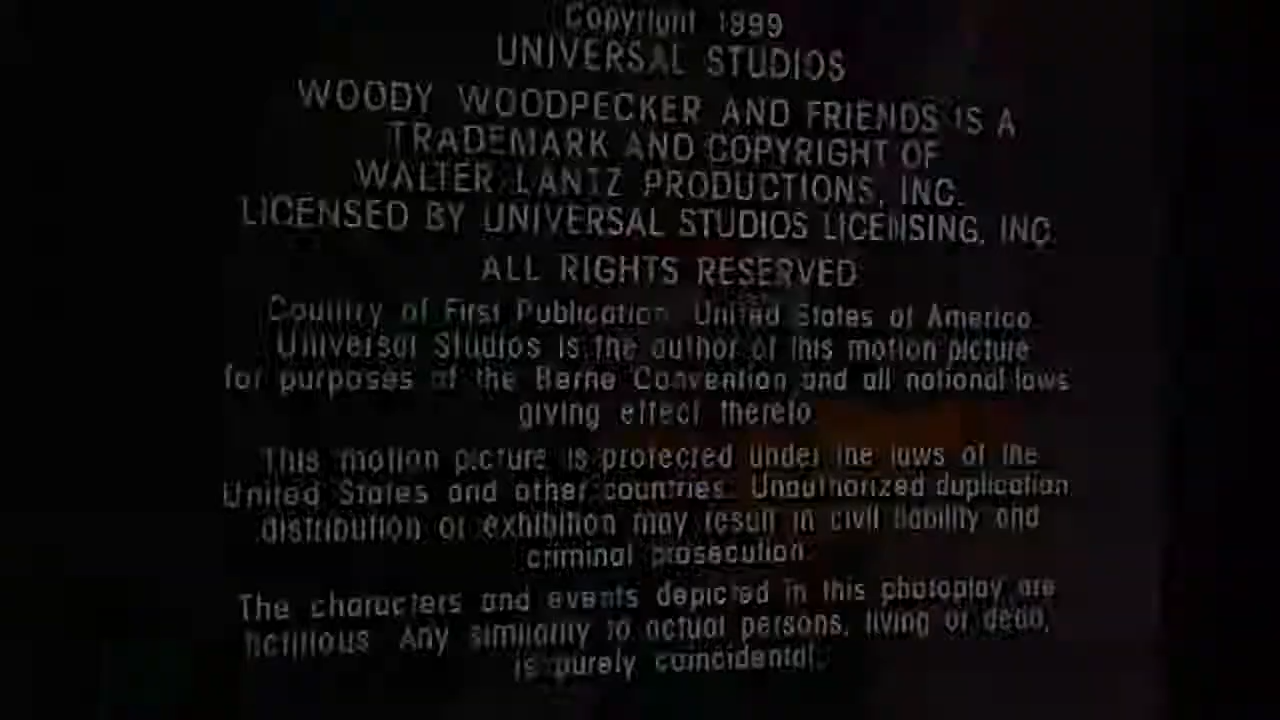 Copyright 1999
UNIVERSAL STUDIOS
WOODY WOODPECKER AND FRIENDS IS A
TRADEMARK AND COPYRIGHT OF
WALTER LANTZ PRODUCTIONS, INC.
LICENSED BY UNIVERSAL STUDIOS LICENSING, INC.
ALL RIGHTS RESERVED
Country of First Publication United States of America
Universal Studios is the author of this motion picture
for purposes of the Berne Convention and all national laws
giving effect thereto.
This motion picture is protected under the laws of the
United States and other countries. Unauthorized duplication
distribution or exhibition may result in civil liability and
criminal prosecution.
The characters and events depicted in this photoplay are
fictitious. Any similarity to actual persons, living or dead,
is purely coincidental.